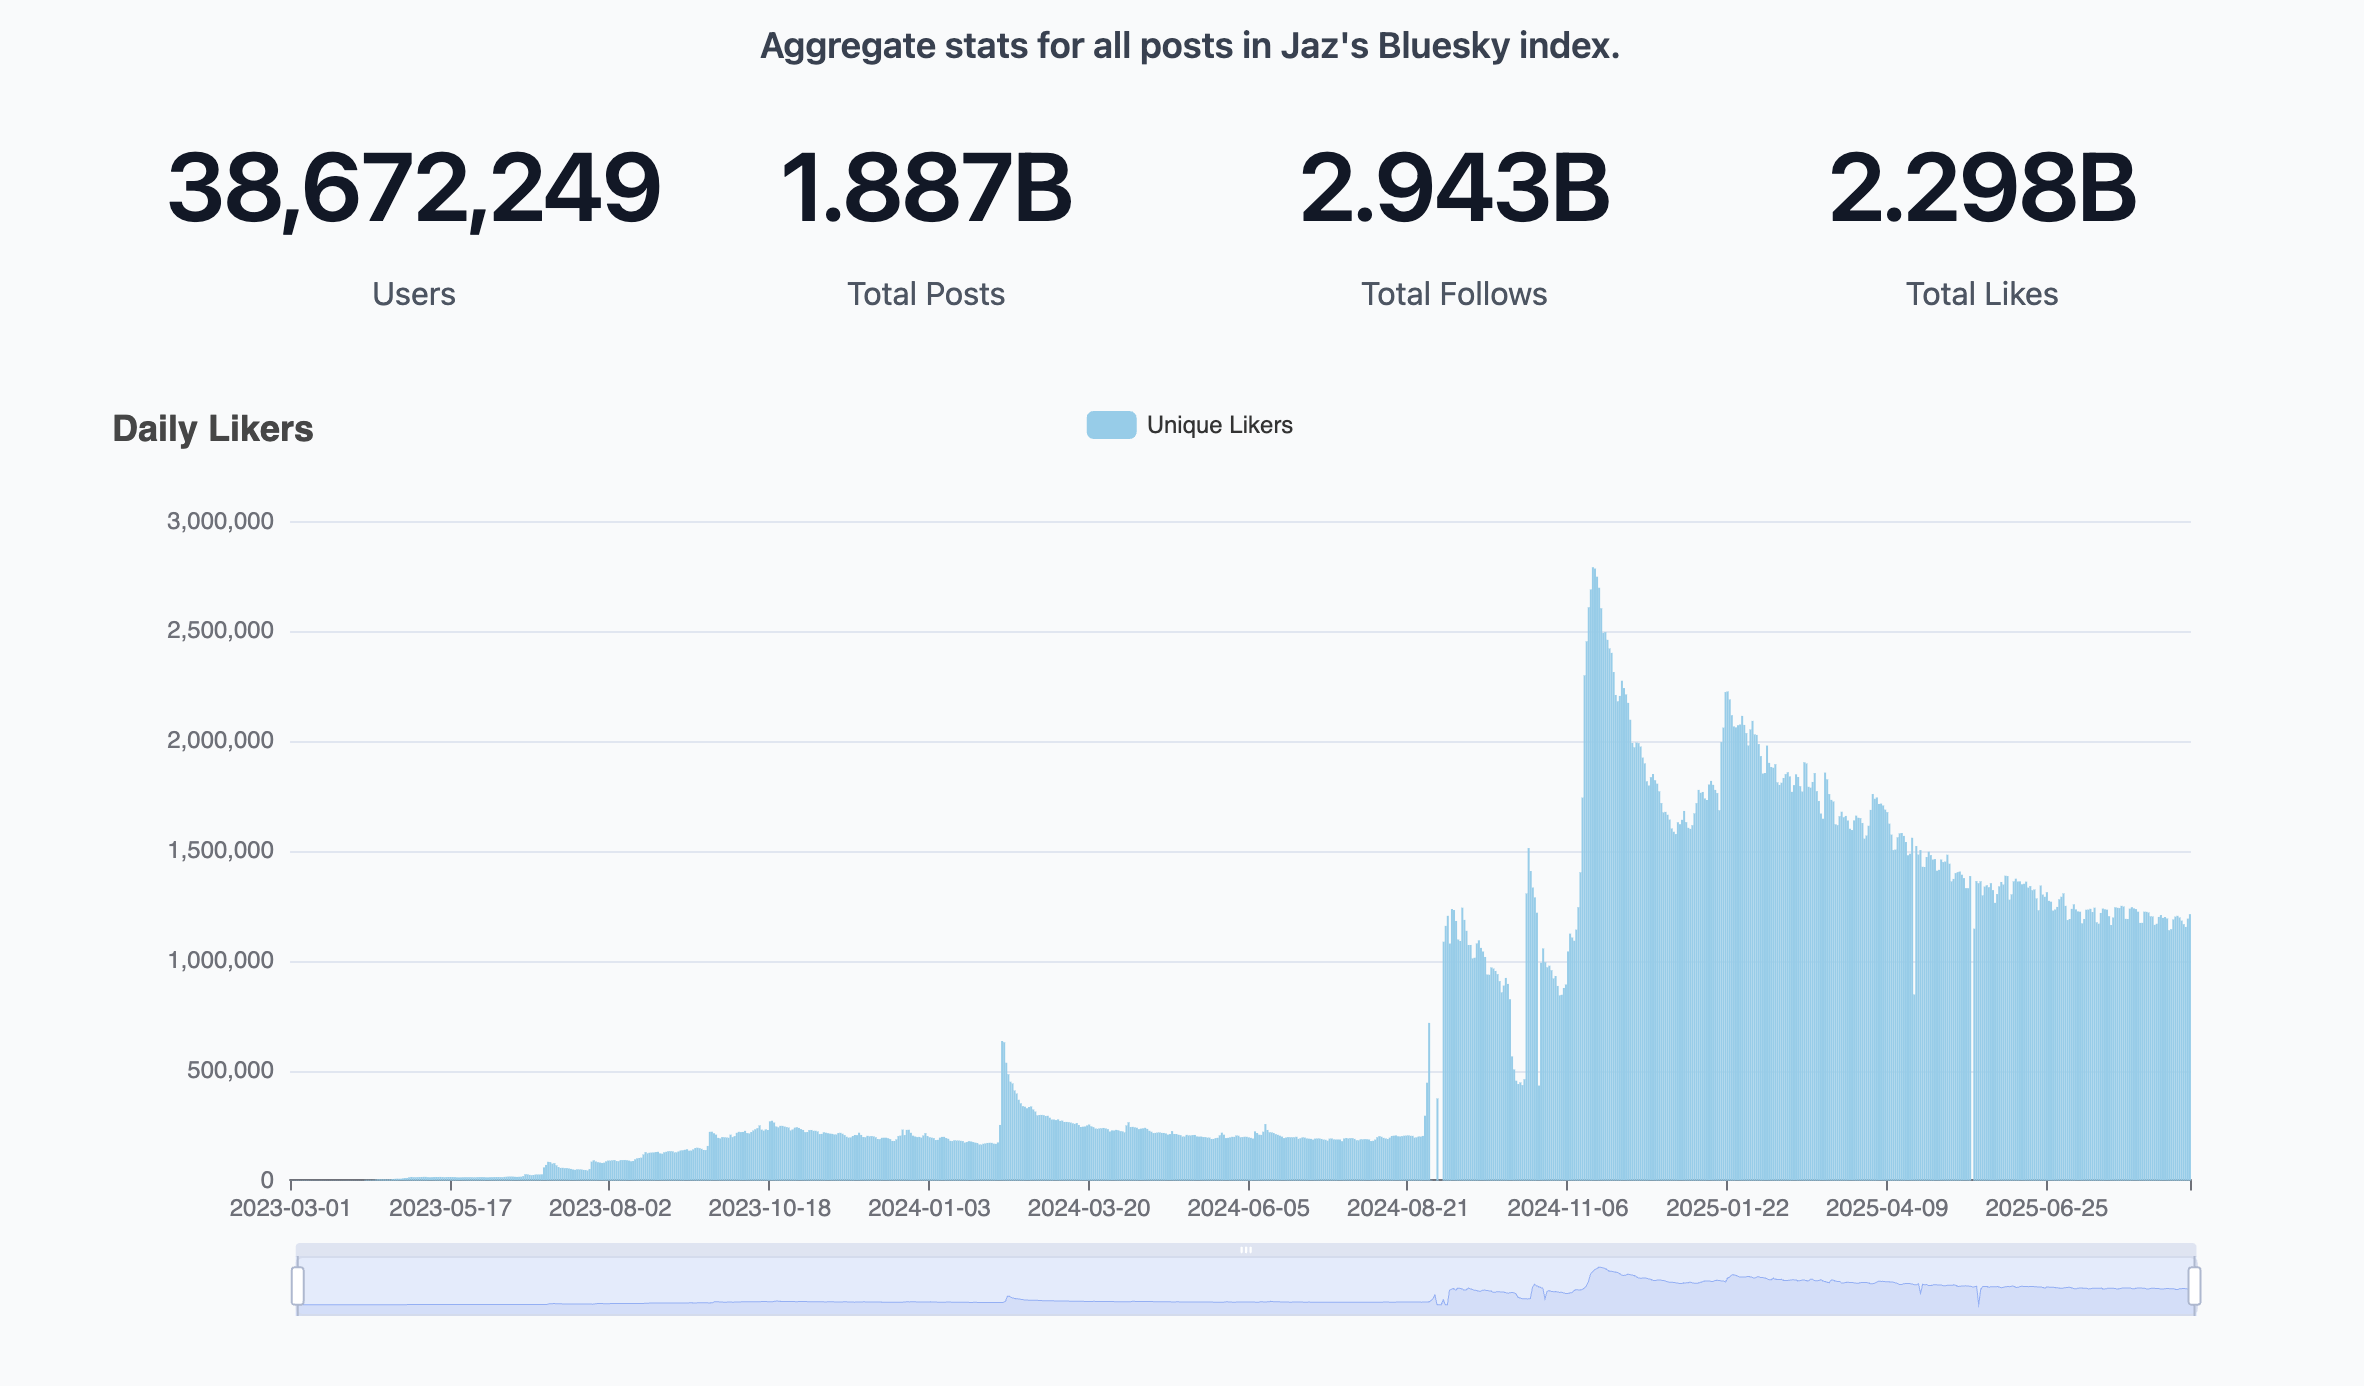 Aggregate stats for all posts in Jaz's Bluesky index.
38,672,249
Users
1.887B
Total Posts
2.943B
Total Follows
2.298B
Total Likes
Daily Likers
Unique Likers
3,000,000
2,500,000
2,000,000
1,500,000
1,000,000
500,000
0
2023-03-01
2023-05-17
2023-08-02
2023-10-18
2024-01-03
2024-03-20
2024-06-05
2024-08-21
2024-11-06
2025-01-22
2025-04-09
2025-06-25